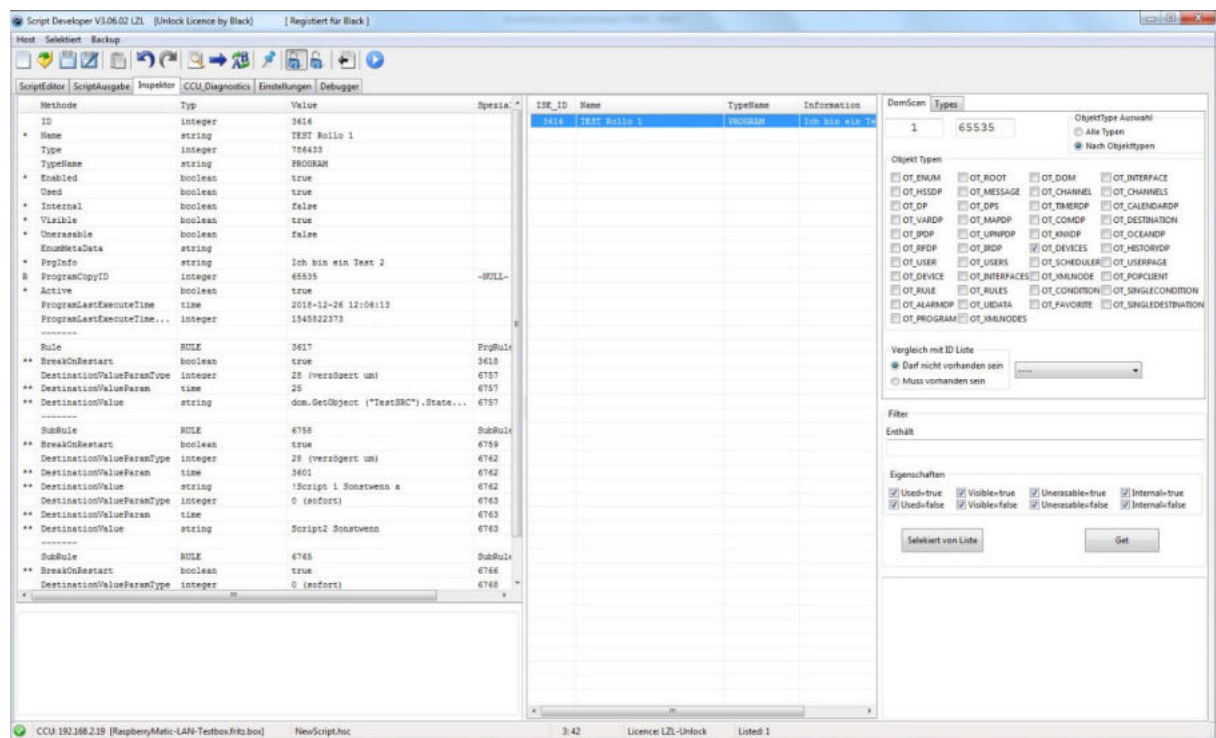 Script Developer V3.06.02 LZL [Unlock Licence by Black] [ Registiert für Black ]
Host Selektiert Backup
ScriptEditor ScriptAusgabe Inspektor CCU_Diagnostics Einstellungen Debugger
Methode Typ Value Spezial
ID integer 3616
* Name string TEST Rollo 1
Type integer 786433
TypeName string PROGRAM
* Enabled boolean true
Used boolean true
* Internal boolean false
* Visible boolean true
* Unerasable boolean false
EnumMetaData string
* PrgInfo string Ich bin ein Test 2
R ProgramCopyID integer 65535 -NULL-
* Active boolean true
ProgramLastExecuteTime time 2018-12-26 12:06:13
ProgramLastExecuteTime... integer 1545822373
-------
Rule RULE 3617 PrgRule
** BreakOnRestart boolean true 3618
DestinationValueParamType integer 28 (verzögert um) 6757
** DestinationValueParam time 25 6757
** DestinationValue string dom.GetObject ("TestSRC").State... 6757
-------
SubRule RULE 6758 SubRule
** BreakOnRestart boolean true 6759
DestinationValueParamType integer 28 (verzögert um) 6762
** DestinationValueParam time 3601 6762
** DestinationValue string !Script 1 Sonstwenn a 6762
DestinationValueParamType integer 0 (sofort) 6763
** DestinationValueParam time 6763
** DestinationValue string Script2 Sonstwenn 6763
-------
SubRule RULE 6765 SubRule
** BreakOnRestart boolean true 6766
DestinationValueParamType integer 0 (sofort) 6768
ISE_ID Name TypeName Information
3616 TEST Rollo 1 PROGRAM Ich bin ein Te
DomScan Types
1 65535
ObjektType Auswahl
Alle Typen
Nach Objekttypen
Objekt Typen
OT_ENUM OT_ROOT OT_DOM OT_INTERFACE
OT_HSSDP OT_MESSAGE OT_CHANNEL OT_CHANNELS
OT_DP OT_DPS OT_TIMERDP OT_CALENDARDP
OT_VARDP OT_MAPDP OT_COMDP OT_DESTINATION
OT_IPDP OT_UPNPDP OT_KNXDP OT_OCEANDP
OT_RFDP OT_IRDP OT_DEVICES OT_HISTORYDP
OT_USER OT_USERS OT_SCHEDULER OT_USERPAGE
OT_DEVICE OT_INTERFACES OT_XMLNODE OT_POPCLIENT
OT_RULE OT_RULES OT_CONDITION OT_SINGLECONDITION
OT_ALARMDP OT_UIDATA OT_FAVORITE OT_SINGLEDESTINATION
OT_PROGRAM OT_XMLNODES
Vergleich mit ID Liste
Darf nicht vorhanden sein ----
Muss vorhanden sein
Filter
Enthält
Eigenschaften
Used=true Visible=true Unerasable=true Internal=true
Used=false Visible=false Unerasable=false Internal=false
Selekiert von Liste Get
CCU: 192.168.2.19 [RaspberryMatic-LAN-Testbox.fritz.box] NewScript.hsc 3:42 Licence: LZL-Unlock Listed: 1